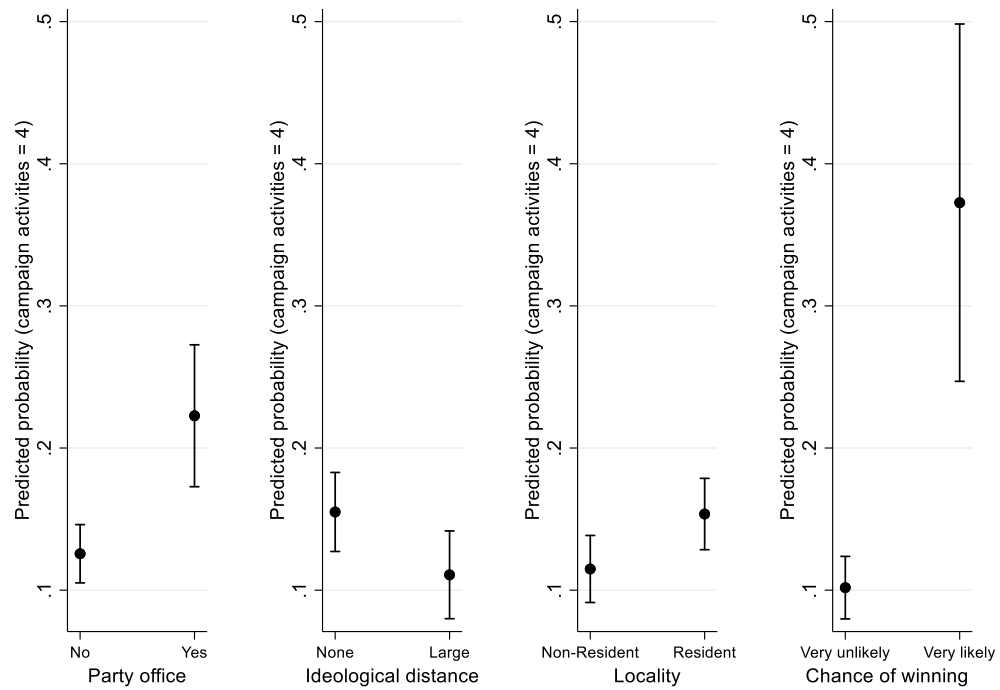 Predicted probability (campaign activities = 4)
.5
.4
.3
.2
.1
No Yes
Party office
Predicted probability (campaign activities = 4)
.5
.4
.3
.2
.1
None Large
Ideological distance
Predicted probability (campaign activities = 4)
.5
.4
.3
.2
.1
Non-Resident Resident
Locality
Predicted probability (campaign activities = 4)
.5
.4
.3
.2
.1
Very unlikely Very likely
Chance of winning